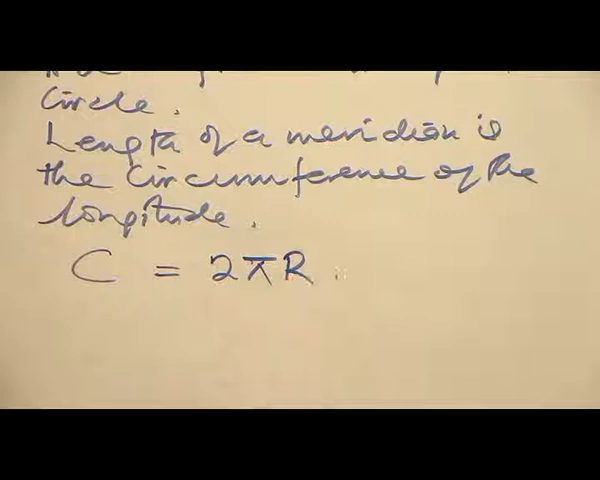 Circle.
Length of a meridian is
the Circumference of the
longitude.
C = 2πR